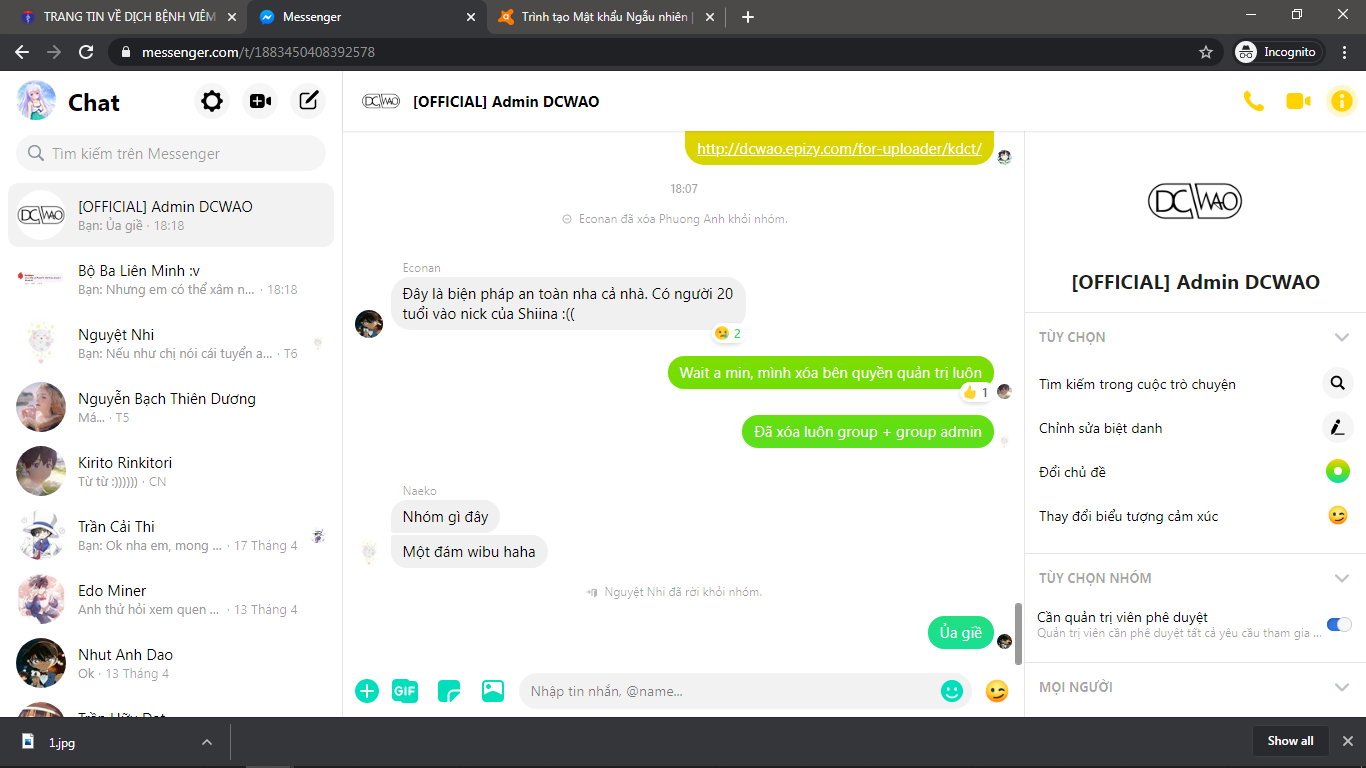 TRANG TIN VỀ DỊCH BỆNH VIÊM
Messenger
Trình tạo Mật khẩu Ngẫu nhiên |
messenger.com/t/1883450408392578
Incognito
Chat
Tìm kiếm trên Messenger
[OFFICIAL] Admin DCWAO
Bạn: Ủa giề · 18:18
Bộ Ba Liên Minh :v
Bạn: Nhưng em có thể xâm n... · 18:18
Nguyệt Nhi
Bạn: Nếu như chị nói cái tuyển a... · T6
Nguyễn Bạch Thiên Dương
Má... · T5
Kirito Rinkitori
Từ từ :)))))) · CN
Trần Cải Thi
Bạn: Ok nha em, mong ... · 17 Tháng 4
Edo Miner
Anh thử hỏi xem quen ... · 13 Tháng 4
Nhut Anh Dao
Ok · 13 Tháng 4
Trần Hữu Đạt
DCWAO
[OFFICIAL] Admin DCWAO
http://dcwao.epizy.com/for-uploader/kdct/
18:07
Econan đã xóa Phuong Anh khỏi nhóm.
Econan
Đây là biện pháp an toàn nha cả nhà. Có người 20
tuổi vào nick của Shiina :((
2
Wait a min, mình xóa bên quyền quản trị luôn
1
Đã xóa luôn group + group admin
Naeko
Nhóm gì đây
Một đám wibu haha
Nguyệt Nhi đã rời khỏi nhóm.
Ủa giề
GIF
Nhập tin nhắn, @name...
DCWAO
[OFFICIAL] Admin DCWAO
TÙY CHỌN
Tìm kiếm trong cuộc trò chuyện
Chỉnh sửa biệt danh
Đổi chủ đề
Thay đổi biểu tượng cảm xúc
TÙY CHỌN NHÓM
Cần quản trị viên phê duyệt
Quản trị viên cần phê duyệt tất cả yêu cầu tham gia ...
MỌI NGƯỜI
1.jpg
Show all